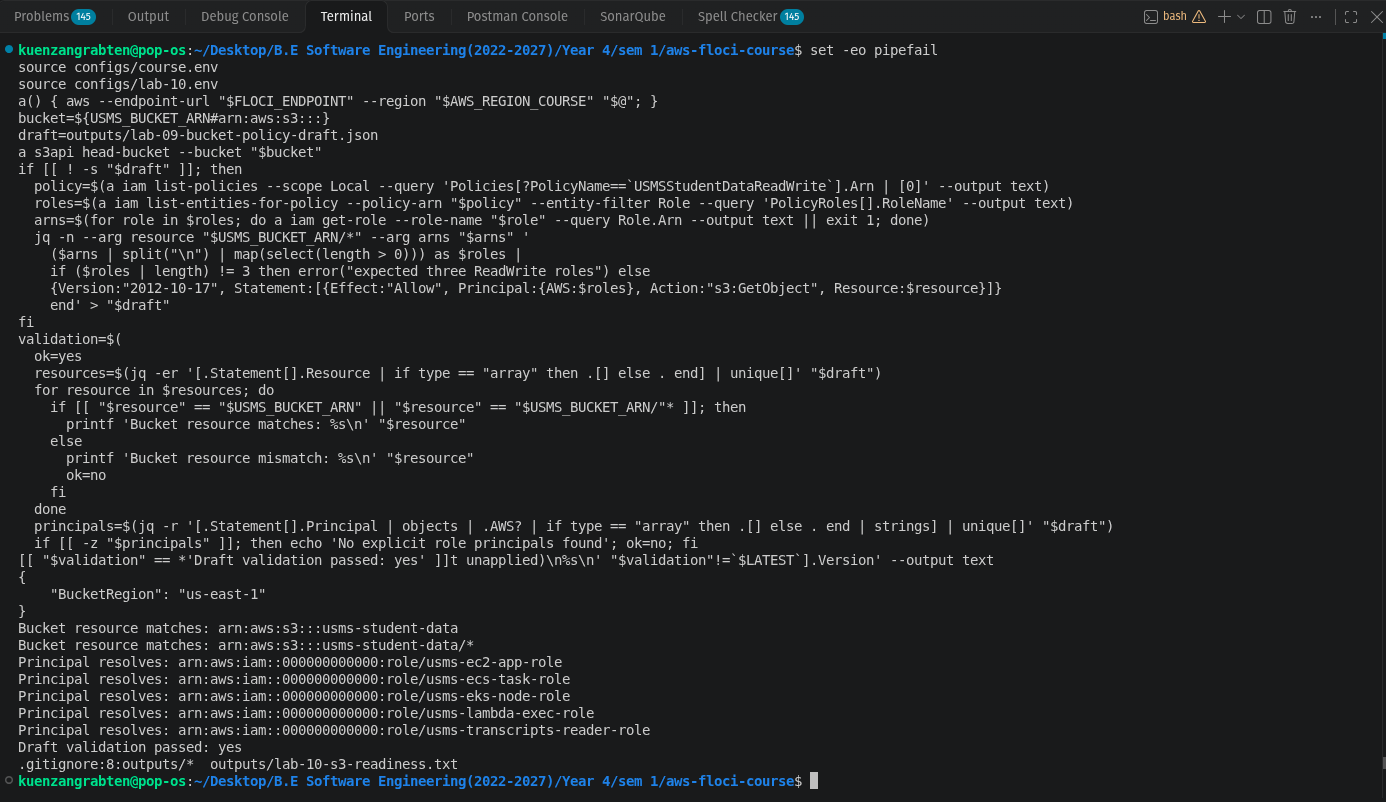 Problems 145 Output Debug Console Terminal Ports Postman Console SonarQube Spell Checker 145 bash
kuenzangrabten@pop-os:~/Desktop/B.E Software Engineering(2022-2027)/Year 4/sem 1/aws-floci-course$ set -eo pipefail
source configs/course.env
source configs/lab-10.env
a() { aws --endpoint-url "$FLOCI_ENDPOINT" --region "$AWS_REGION_COURSE" "$@"; }
bucket=${USMS_BUCKET_ARN#arn:aws:s3:::}
draft=outputs/lab-09-bucket-policy-draft.json
a s3api head-bucket --bucket "$bucket"
if [[ ! -s "$draft" ]]; then
  policy=$(a iam list-policies --scope Local --query 'Policies[?PolicyName==`USMSStudentDataReadWrite`].Arn | [0]' --output text)
  roles=$(a iam list-entities-for-policy --policy-arn "$policy" --entity-filter Role --query 'PolicyRoles[].RoleName' --output text)
  arns=$(for role in $roles; do a iam get-role --role-name "$role" --query Role.Arn --output text || exit 1; done)
  jq -n --arg resource "$USMS_BUCKET_ARN/*" --arg arns "$arns" '
    ($arns | split("\n") | map(select(length > 0))) as $roles |
    if ($roles | length) != 3 then error("expected three ReadWrite roles") else
    {Version:"2012-10-17", Statement:[{Effect:"Allow", Principal:{AWS:$roles}, Action:"s3:GetObject", Resource:$resource}]}
    end' > "$draft"
fi
validation=$(
  ok=yes
  resources=$(jq -er '[.Statement[].Resource | if type == "array" then .[] else . end] | unique[]' "$draft")
  for resource in $resources; do
    if [[ "$resource" == "$USMS_BUCKET_ARN" || "$resource" == "$USMS_BUCKET_ARN/"* ]]; then
      printf 'Bucket resource matches: %s\n' "$resource"
    else
      printf 'Bucket resource mismatch: %s\n' "$resource"
      ok=no
    fi
  done
  principals=$(jq -r '[.Statement[].Principal | objects | .AWS? | if type == "array" then .[] else . end | strings] | unique[]' "$draft")
  if [[ -z "$principals" ]]; then echo 'No explicit role principals found'; ok=no; fi
[[ "$validation" == *'Draft validation passed: yes' ]]t unapplied)\n%s\n' "$validation"!=`$LATEST`].Version' --output text
{
    "BucketRegion": "us-east-1"
}
Bucket resource matches: arn:aws:s3:::usms-student-data
Bucket resource matches: arn:aws:s3:::usms-student-data/*
Principal resolves: arn:aws:iam::000000000000:role/usms-ec2-app-role
Principal resolves: arn:aws:iam::000000000000:role/usms-ecs-task-role
Principal resolves: arn:aws:iam::000000000000:role/usms-eks-node-role
Principal resolves: arn:aws:iam::000000000000:role/usms-lambda-exec-role
Principal resolves: arn:aws:iam::000000000000:role/usms-transcripts-reader-role
Draft validation passed: yes
.gitignore:8:outputs/*  outputs/lab-10-s3-readiness.txt
kuenzangrabten@pop-os:~/Desktop/B.E Software Engineering(2022-2027)/Year 4/sem 1/aws-floci-course$